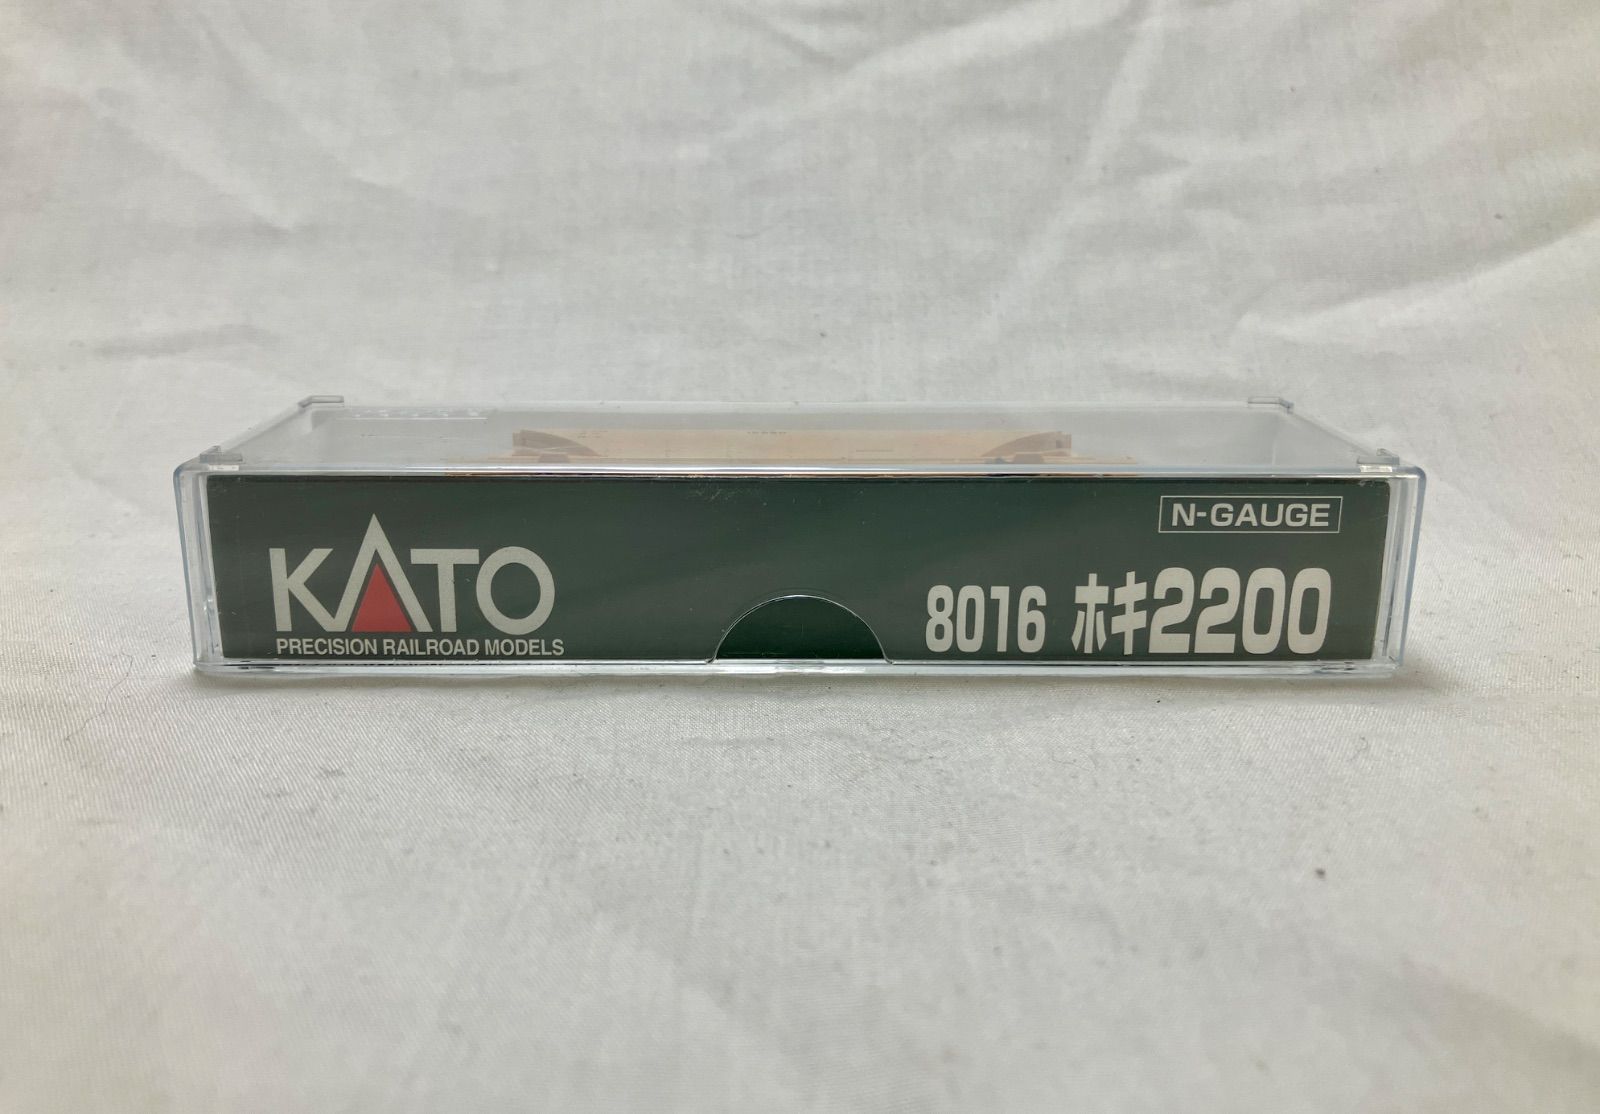 N-GAUGE
KATO
PRECISION RAILROAD MODELS
8016 ホキ2200